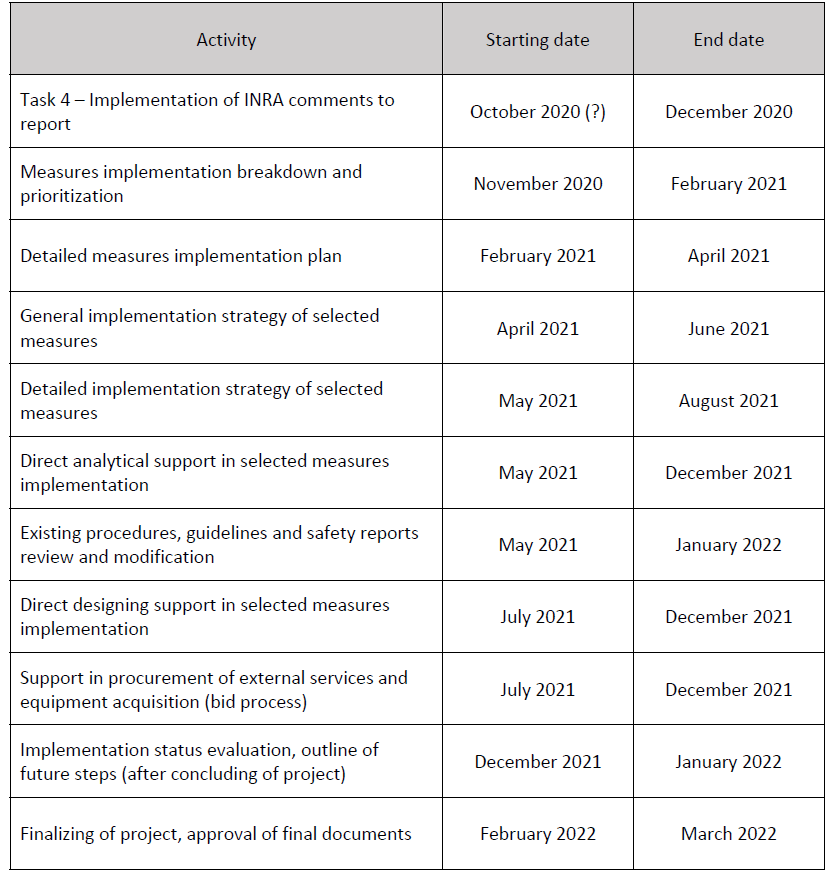 Activity Starting date End date
Task 4 – Implementation of INRA comments to
report
October 2020 (?) December 2020
Measures implementation breakdown and
prioritization
November 2020 February 2021
Detailed measures implementation plan February 2021 April 2021
General implementation strategy of selected
measures
April 2021 June 2021
Detailed implementation strategy of selected
measures
May 2021 August 2021
Direct analytical support in selected measures
implementation
May 2021 December 2021
Existing procedures, guidelines and safety reports
review and modification
May 2021 January 2022
Direct designing support in selected measures
implementation
July 2021 December 2021
Support in procurement of external services and
equipment acquisition (bid process)
July 2021 December 2021
Implementation status evaluation, outline of
future steps (after concluding of project)
December 2021 January 2022
Finalizing of project, approval of final documents February 2022 March 2022